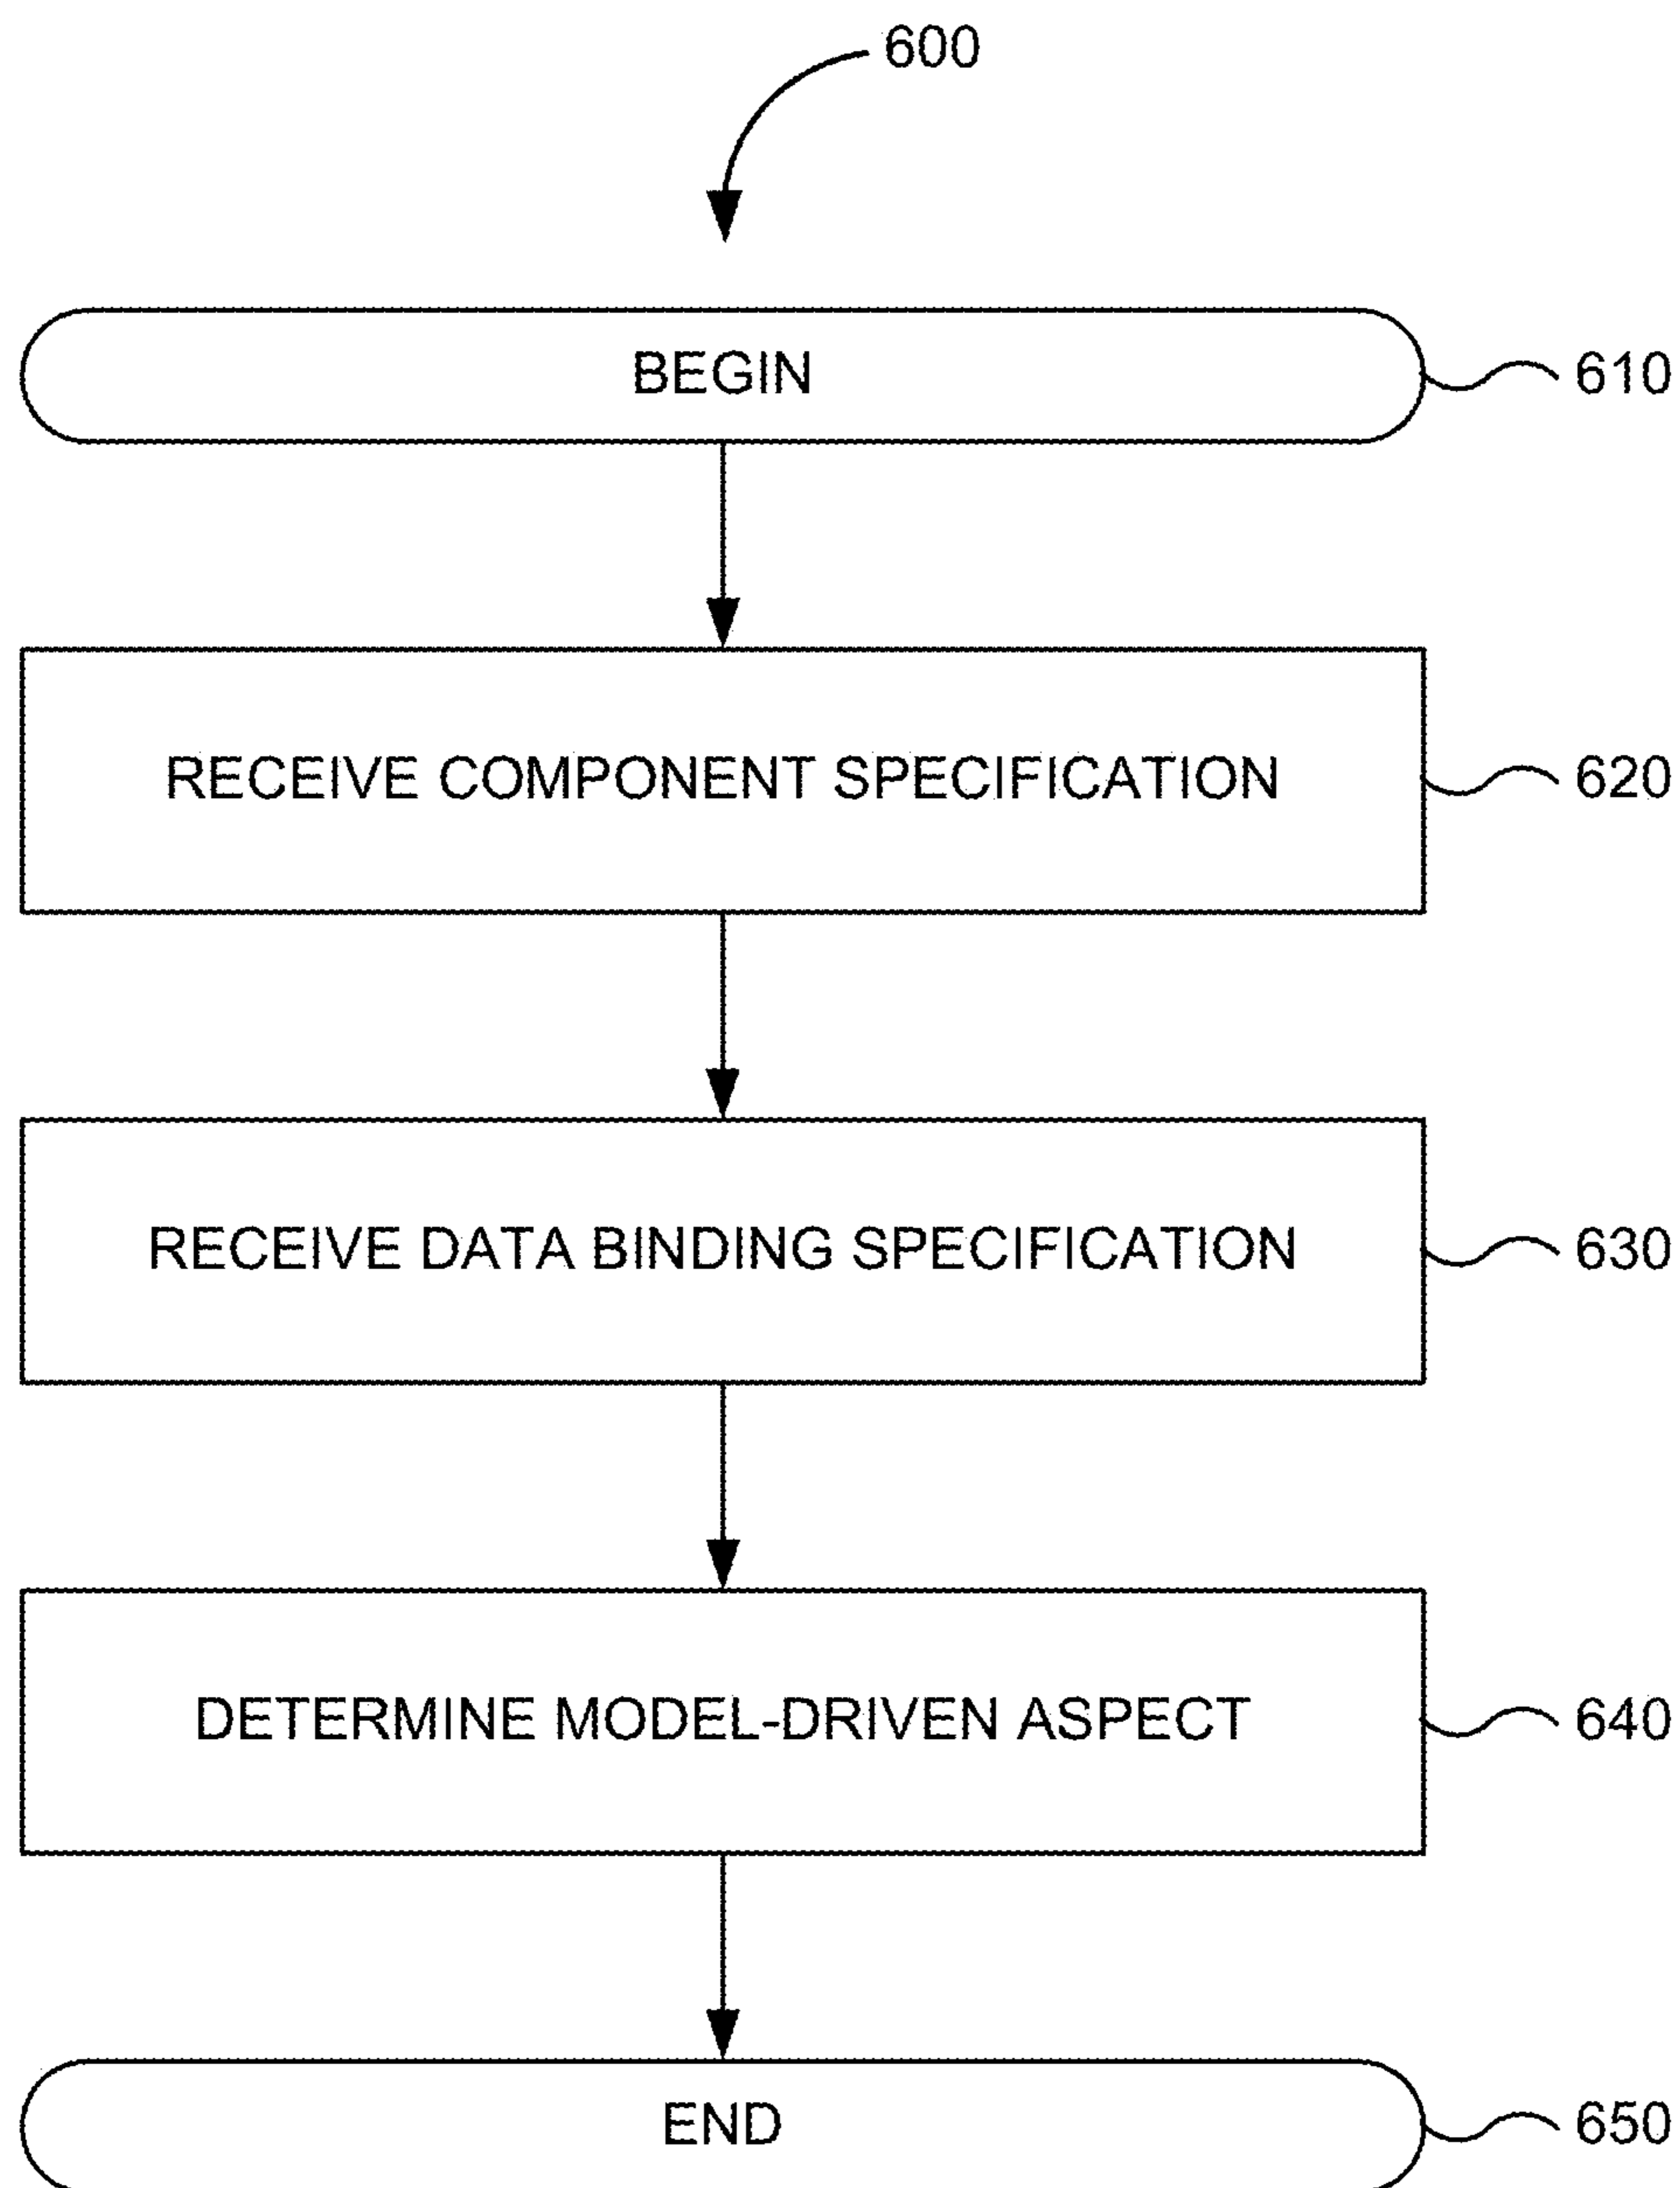 600
BEGIN
610
RECEIVE COMPONENT SPECIFICATION
620
RECEIVE DATA BINDING SPECIFICATION
630
DETERMINE MODEL-DRIVEN ASPECT
640
END
650